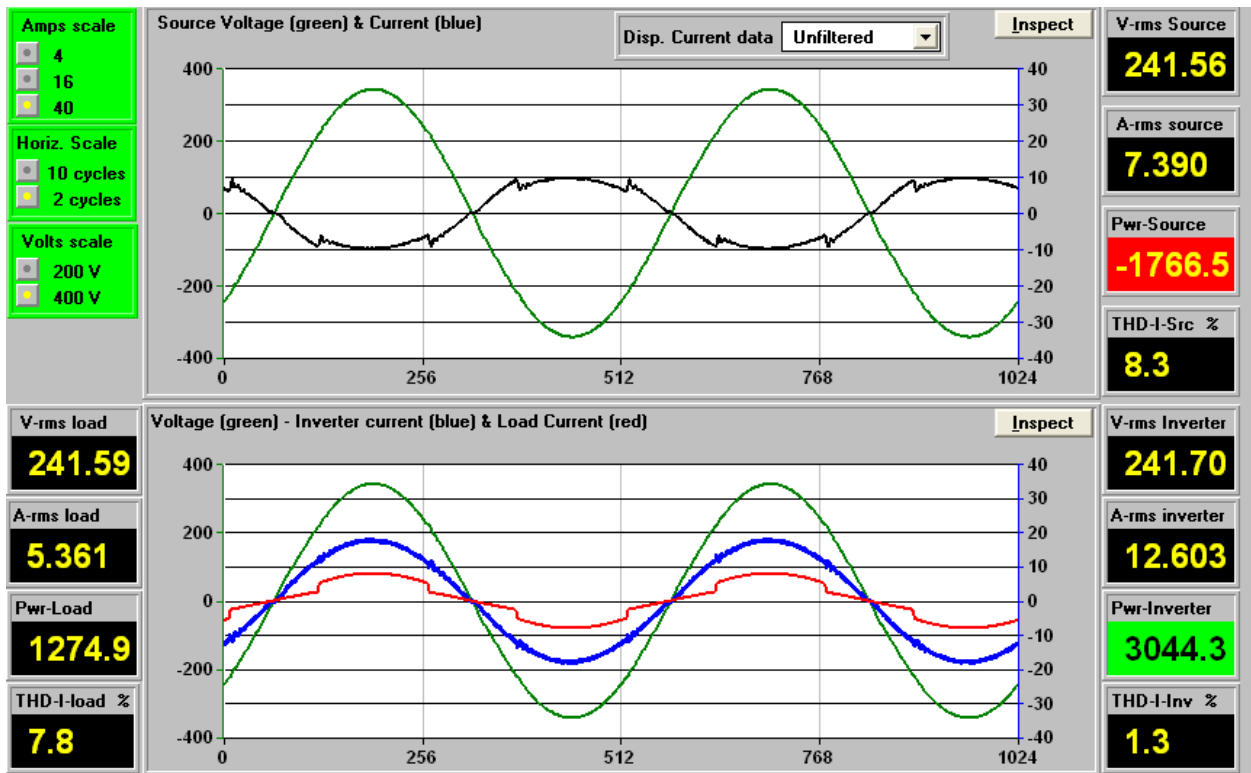 Amps scale
4
16
40
Horiz. Scale
10 cycles
2 cycles
Volts scale
200 V
400 V
Source Voltage (green) & Current (blue)
Disp. Current data Unfiltered
Inspect
400
200
0
-200
-400
40
30
20
10
0
-10
-20
-30
-40
0 256 512 768 1024
V-rms Source
241.56
A-rms source
7.390
Pwr-Source
-1766.5
THD-I-Src %
8.3
V-rms load
241.59
A-rms load
5.361
Pwr-Load
1274.9
THD-I-load %
7.8
Voltage (green) - Inverter current (blue) & Load Current (red)
Inspect
400
200
0
-200
-400
40
30
20
10
0
-10
-20
-30
-40
0 256 512 768 1024
V-rms Inverter
241.70
A-rms inverter
12.603
Pwr-Inverter
3044.3
THD-I-Inv %
1.3